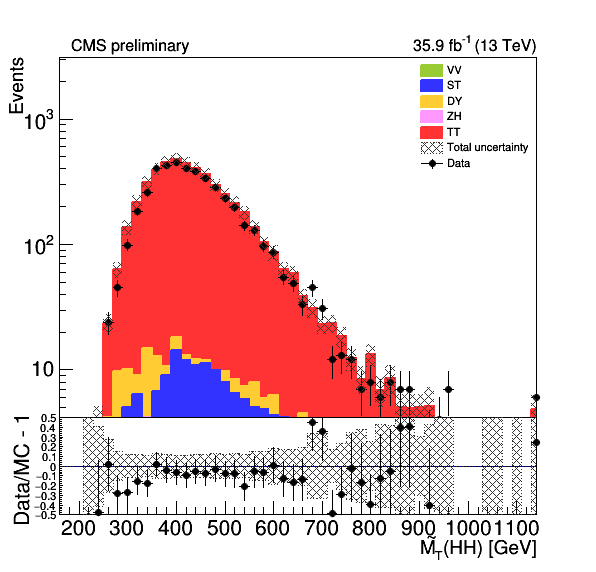 CMS preliminary 35.9 fb⁻¹ (13 TeV)
Events
VV
ST
DY
ZH
TT
Total uncertainty
Data
10³
10²
10
Data/MC - 1
0.5
0.4
0.3
0.2
0.1
0
-0.1
-0.2
-0.3
-0.4
-0.5
200 300 400 500 600 700 800 900 1000 1100
M̃_T(HH) [GeV]